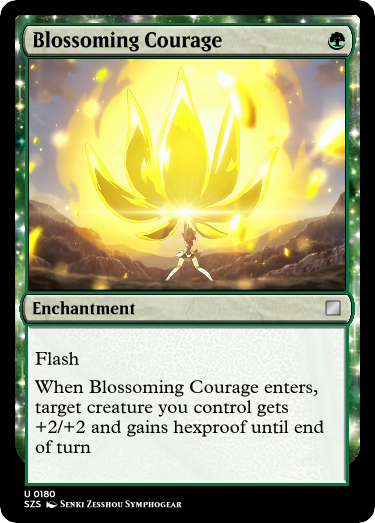 Blossoming Courage
Enchantment
Flash
When Blossoming Courage enters,
target creature you control gets
+2/+2 and gains hexproof until end
of turn
U 0180
SZS Senki Zesshou Symphogear